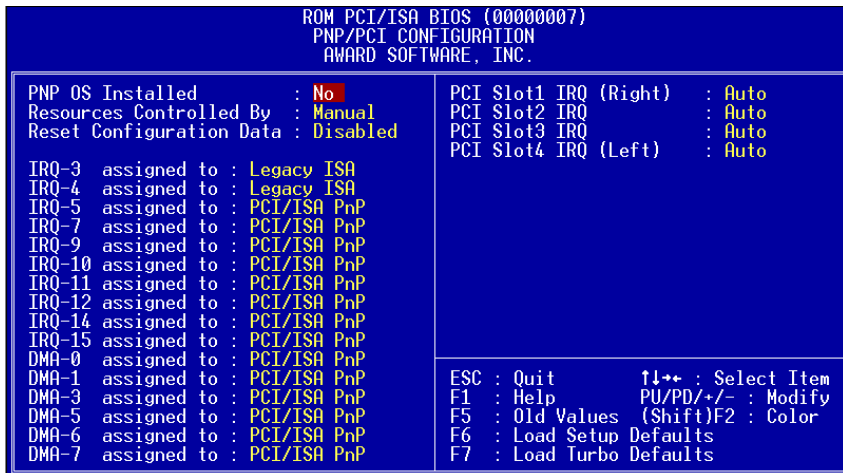 ROM PCI/ISA BIOS (00000007)
PNP/PCI CONFIGURATION
AWARD SOFTWARE, INC.
PNP OS Installed : No
Resources Controlled By : Manual
Reset Configuration Data : Disabled
IRQ-3 assigned to : Legacy ISA
IRQ-4 assigned to : Legacy ISA
IRQ-5 assigned to : PCI/ISA PnP
IRQ-7 assigned to : PCI/ISA PnP
IRQ-9 assigned to : PCI/ISA PnP
IRQ-10 assigned to : PCI/ISA PnP
IRQ-11 assigned to : PCI/ISA PnP
IRQ-12 assigned to : PCI/ISA PnP
IRQ-14 assigned to : PCI/ISA PnP
IRQ-15 assigned to : PCI/ISA PnP
DMA-0 assigned to : PCI/ISA PnP
DMA-1 assigned to : PCI/ISA PnP
DMA-3 assigned to : PCI/ISA PnP
DMA-5 assigned to : PCI/ISA PnP
DMA-6 assigned to : PCI/ISA PnP
DMA-7 assigned to : PCI/ISA PnP
PCI Slot1 IRQ (Right) : Auto
PCI Slot2 IRQ : Auto
PCI Slot3 IRQ : Auto
PCI Slot4 IRQ (Left) : Auto
ESC : Quit ↑↓→← : Select Item
F1 : Help PU/PD/+/- : Modify
F5 : Old Values (Shift)F2 : Color
F6 : Load Setup Defaults
F7 : Load Turbo Defaults